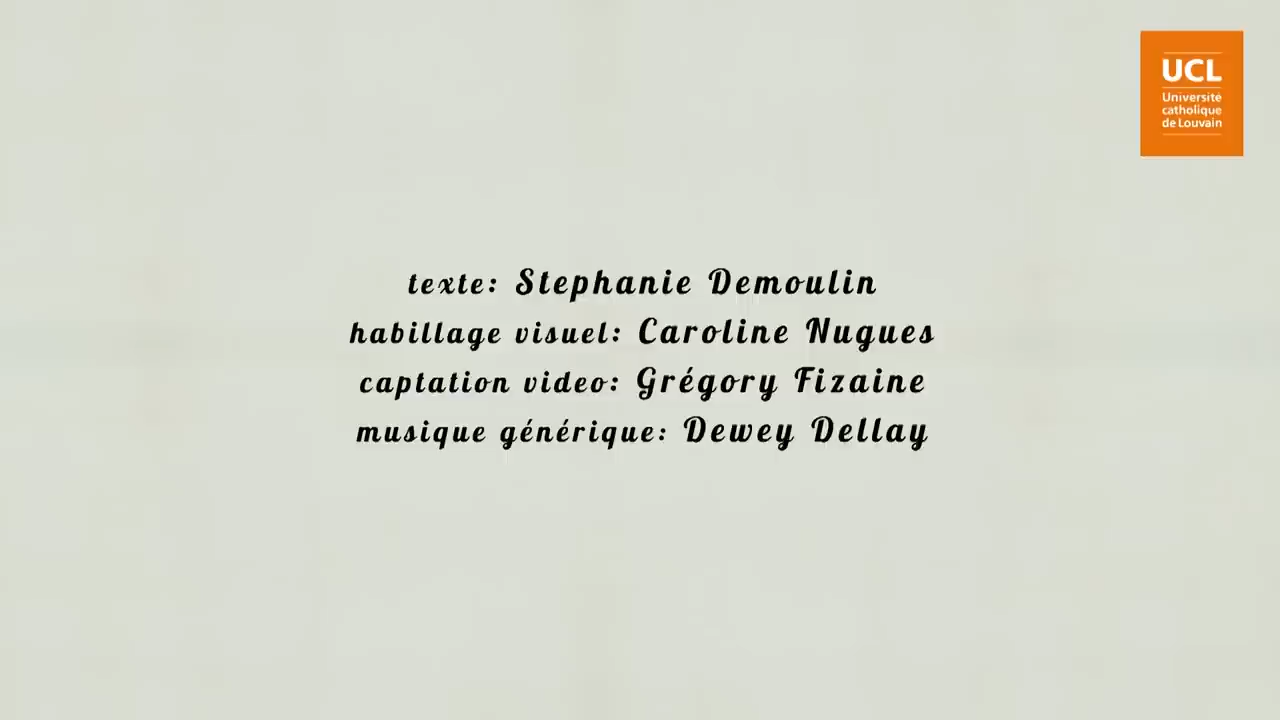 UCL
Université
catholique
de Louvain
texte: Stephanie Demoulin
habillage visuel: Caroline Nugues
captation video: Grégory Fizaine
musique générique: Dewey Dellay